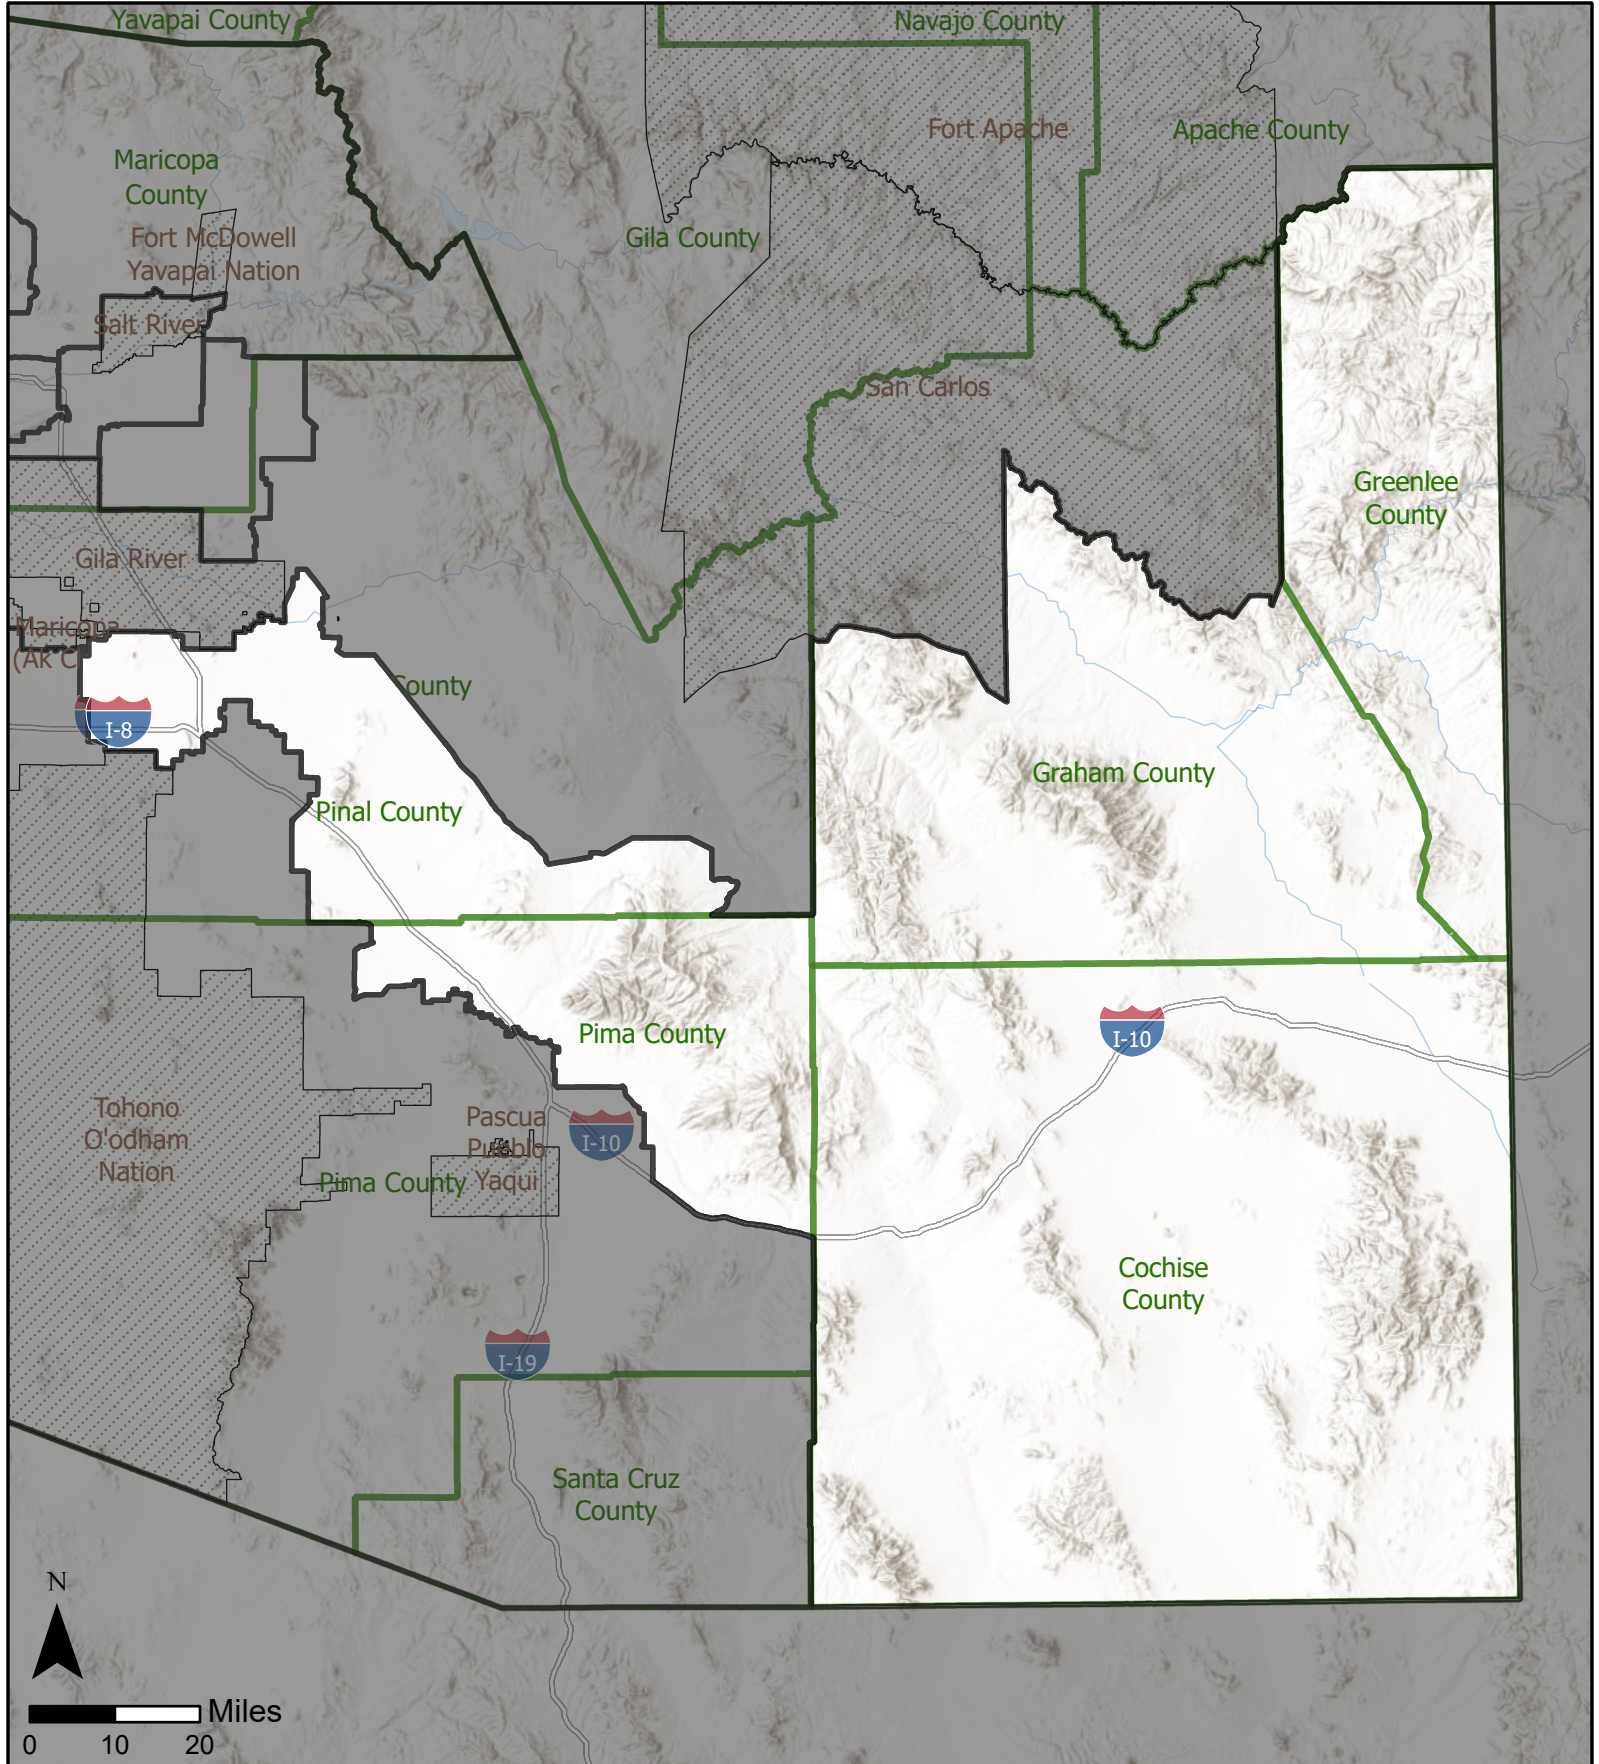 Yavapai County
Navajo County
Fort Apache
Apache County
Maricopa
County
Fort McDowell
Yavapai Nation
Gila County
Salt River
San Carlos
Greenlee
County
Gila River
Maricopa
(Ak C
County
I-8
Graham County
Pinal County
Pima County
I-10
Tohono
O'odham
Nation
Pascua
Pueblo
Yaqui
I-10
Pima County
Cochise
County
I-19
Santa Cruz
County
N
Miles
0 10 20